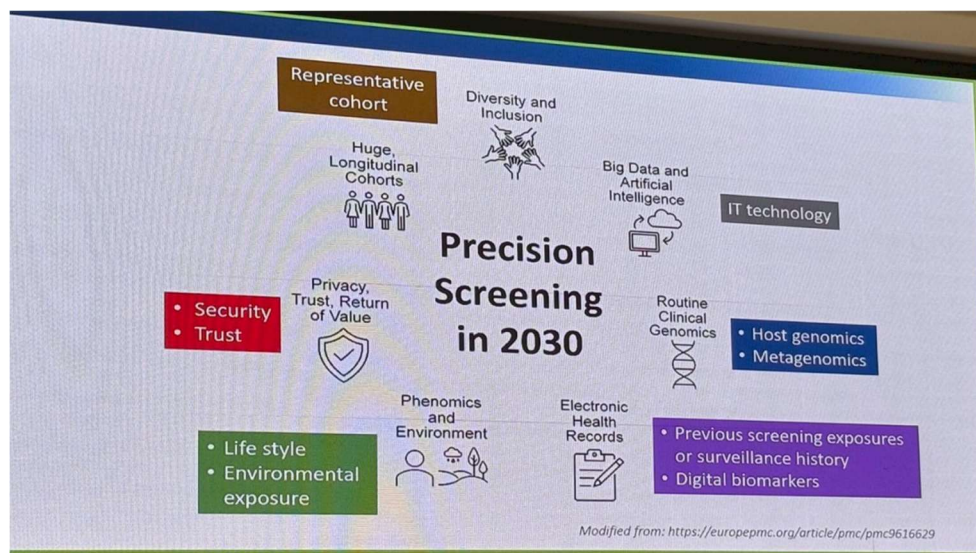 Representative
cohort
Diversity and
Inclusion
Huge,
Longitudinal
Cohorts
Big Data and
Artificial
Intelligence
IT technology
Precision
Screening
in 2030
Privacy,
Trust, Return
of Value
• Security
• Trust
Routine
Clinical
Genomics
• Host genomics
• Metagenomics
Phenomics
and
Environment
• Life style
• Environmental
exposure
Electronic
Health
Records
• Previous screening exposures
or surveillance history
• Digital biomarkers
Modified from: https://europepmc.org/article/pmc/pmc9616629